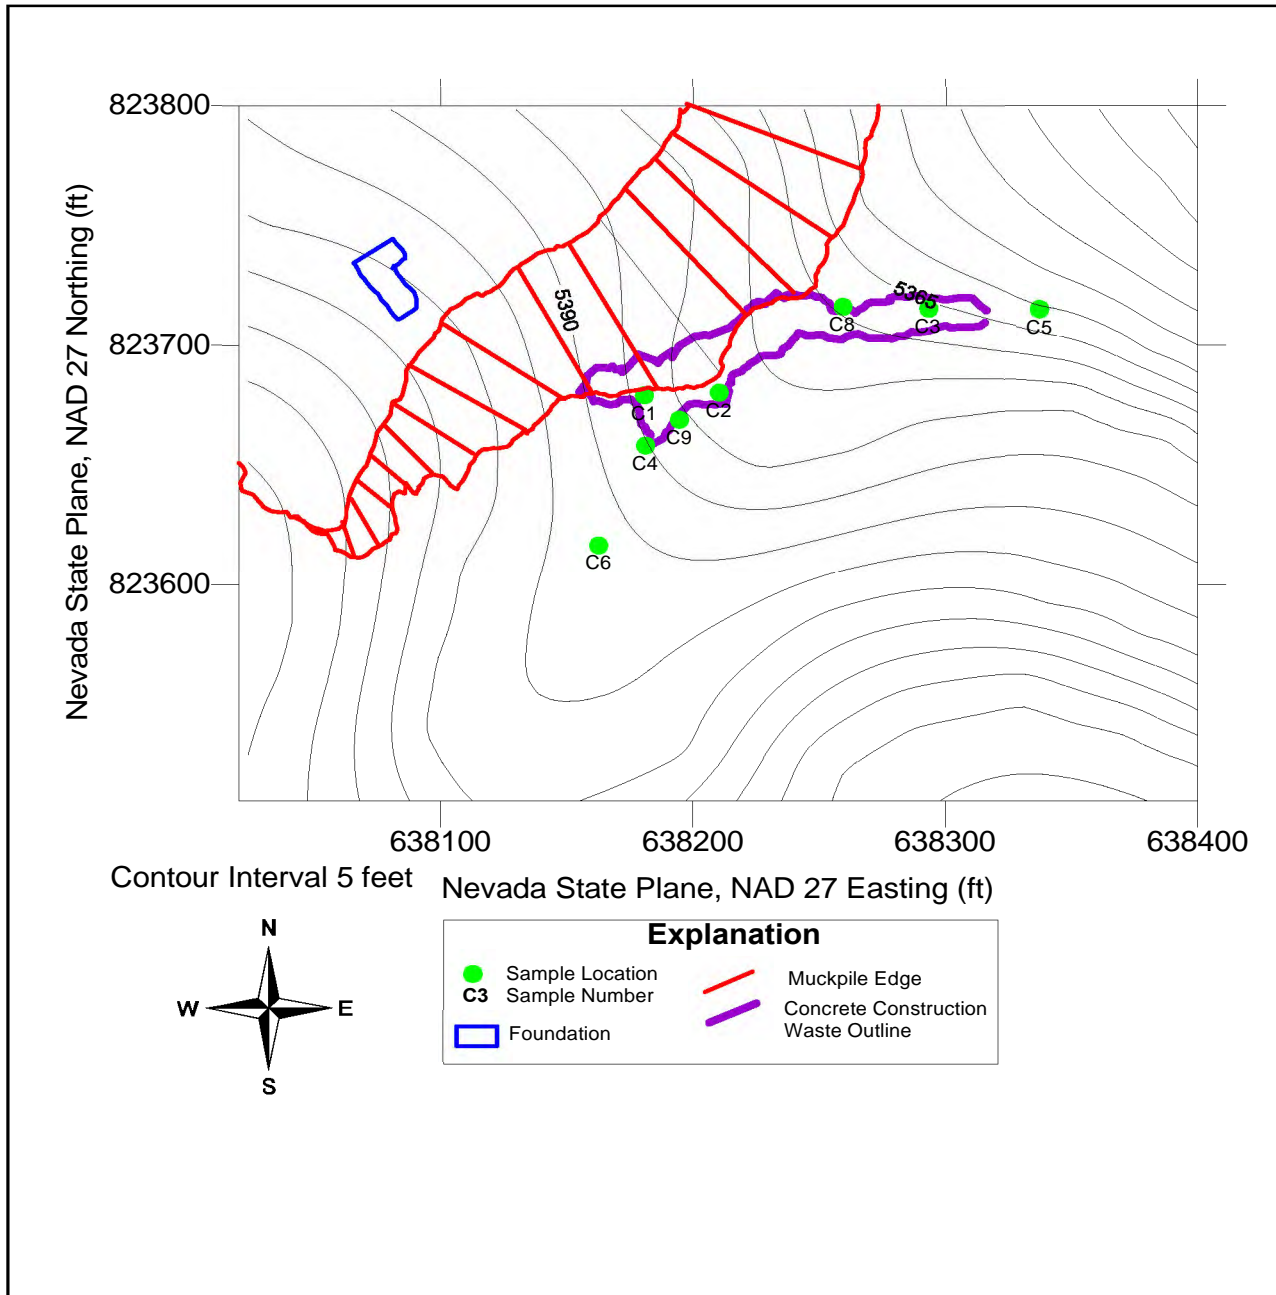 823800
823700
823600
Nevada State Plane, NAD 27 Northing (ft)
5390
5365
C8
C3
C5
C1
C2
C9
C4
C6
638100
638200
638300
638400
Contour Interval 5 feet
Nevada State Plane, NAD 27 Easting (ft)
N
W
E
S
Explanation
Sample Location
C3 Sample Number
Foundation
Muckpile Edge
Concrete Construction
Waste Outline